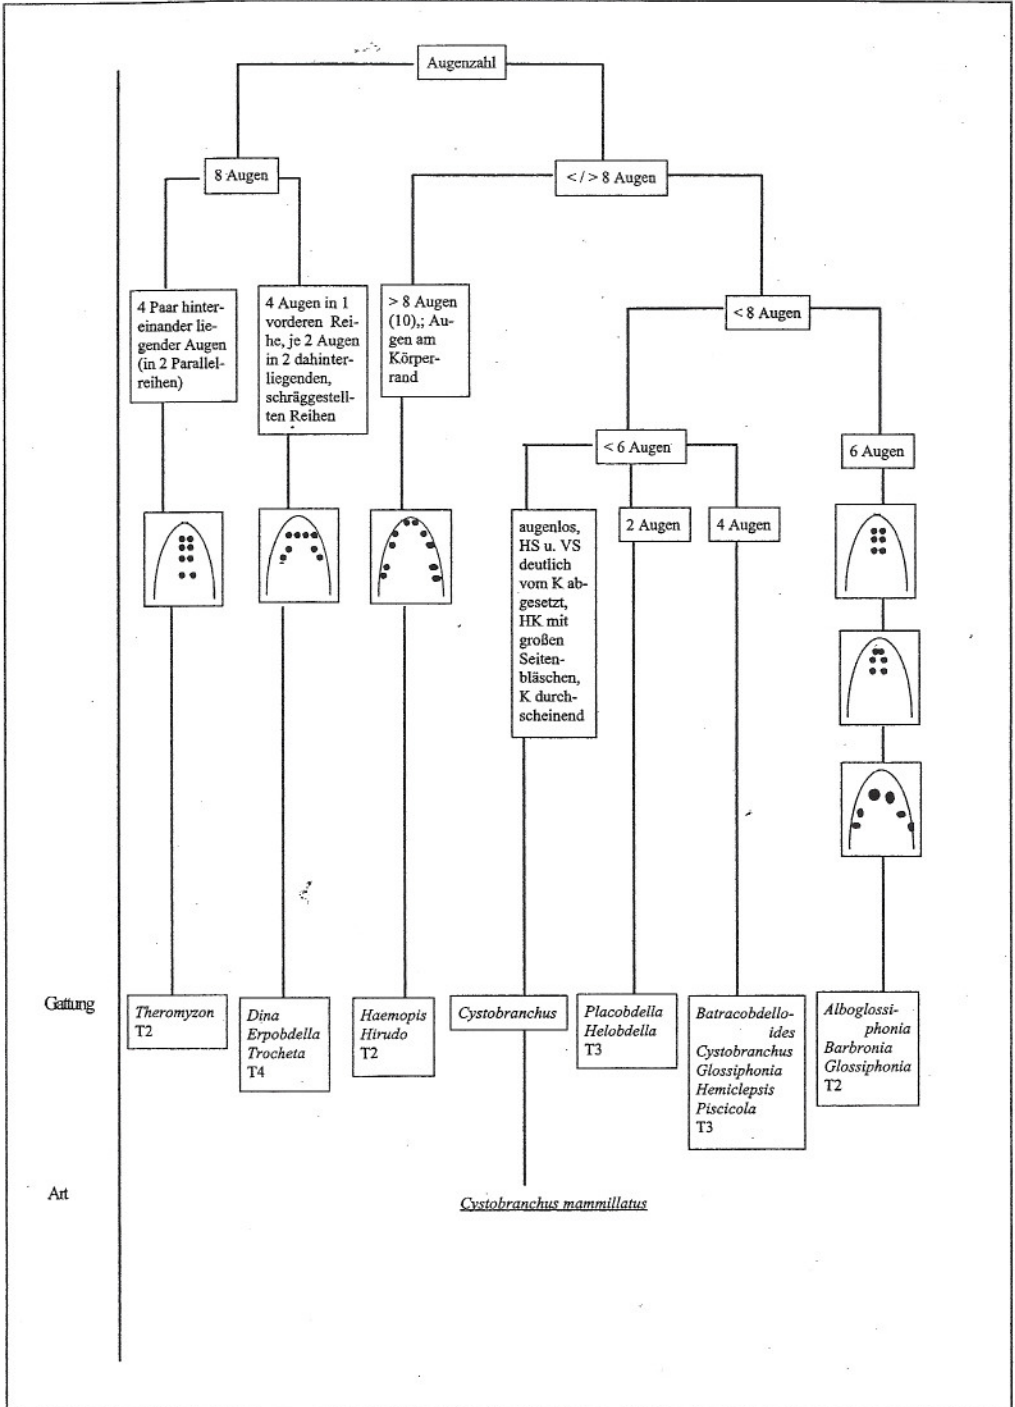 Augenzahl
8 Augen
< / > 8 Augen
4 Paar hinter-
einander lie-
gender Augen
(in 2 Parallel-
reihen)
4 Augen in 1
vorderen Rei-
he, je 2 Augen
in 2 dahinter-
liegenden,
schräggestell-
ten Reihen
> 8 Augen
(10),; Au-
gen am
Körper-
rand
< 8 Augen
< 6 Augen
6 Augen
augenlos,
HS u. VS
deutlich
vom K ab-
gesetzt,
HK mit
großen
Seiten-
bläschen,
K durch-
scheinend
2 Augen
4 Augen
Gattung
Theromyzon
T2
Dina
Erpobdella
Trocheta
T4
Haemopis
Hirudo
T2
Cystobranchus
Placobdella
Helobdella
T3
Batracobdello-
ides
Cystobranchus
Glossiphonia
Hemiclepsis
Piscicola
T3
Alboglossi-
phonia
Barbronia
Glossiphonia
T2
Art
Cystobranchus mammillatus